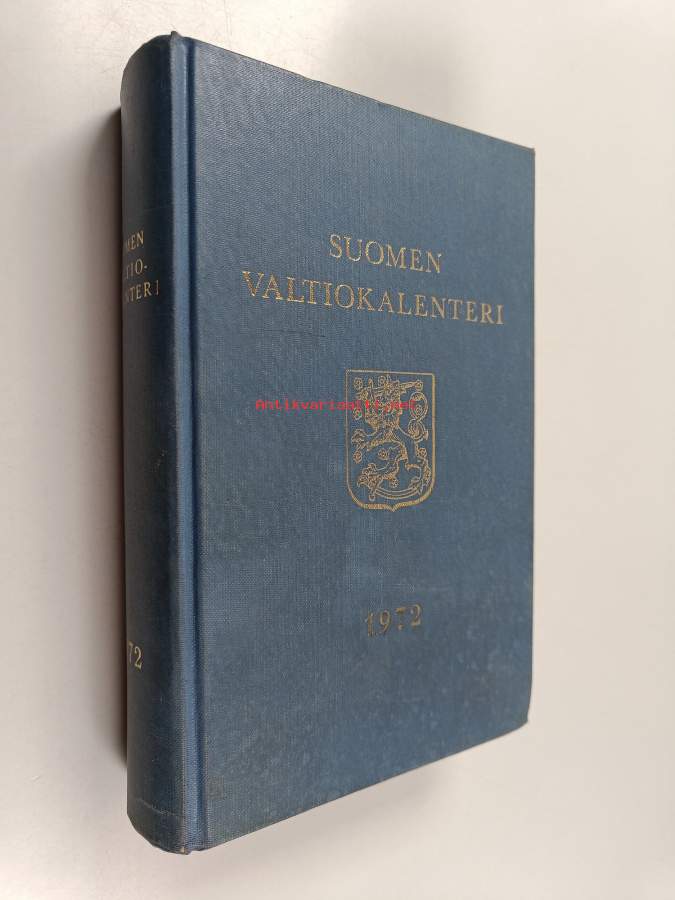 SUOMEN
VALTIOKALENTERI
Antikvariaatti.net
1972
MEN
TIO-
NTERI
72